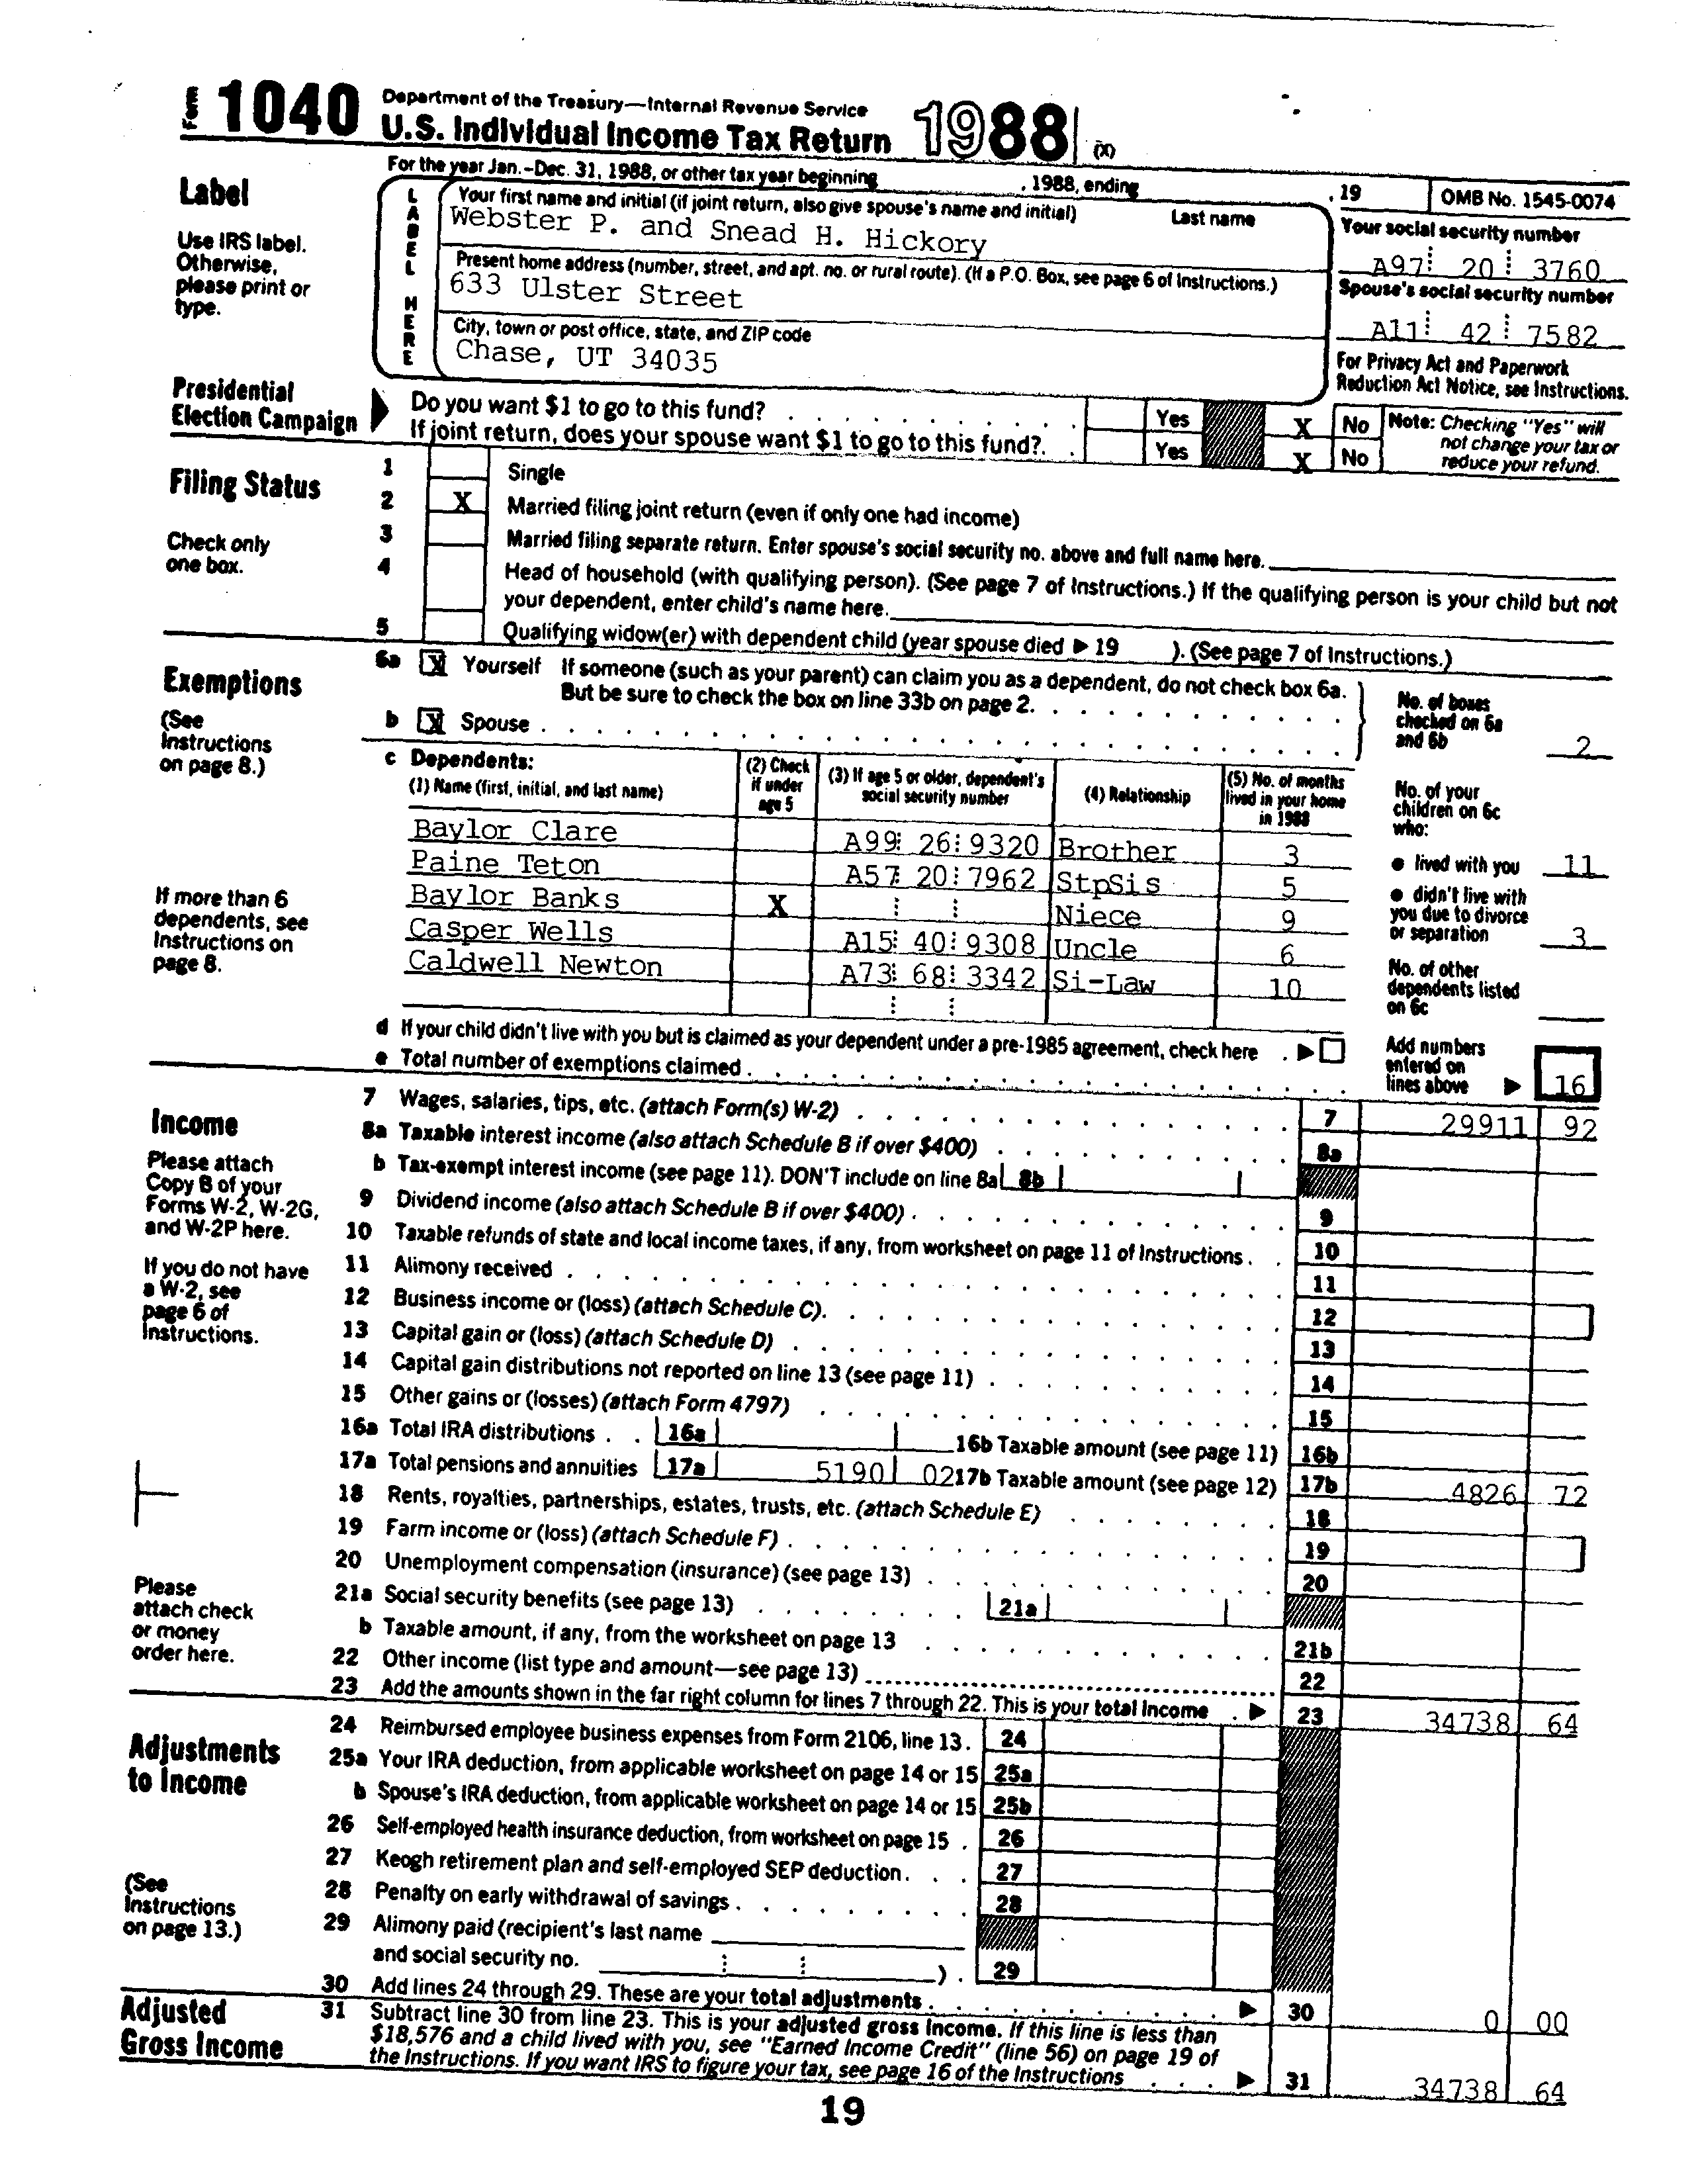 Form 1040 Department of the Treasury—Internal Revenue Service
U.S. Individual Income Tax Return 1988 (X)
For the year Jan.-Dec. 31, 1988, or other tax year beginning , 1988, ending , 19 OMB No. 1545-0074
Label
Use IRS label.
Otherwise,
please print or
type.
LABEL HERE
Your first name and initial (if joint return, also give spouse's name and initial) Last name
Webster P. and Snead H. Hickory
Your social security number
A97 20 3760
Present home address (number, street, and apt. no. or rural route). (If a P.O. Box, see page 6 of Instructions.)
633 Ulster Street
Spouse's social security number
A11 42 7582
City, town or post office, state, and ZIP code
Chase, UT 34035
For Privacy Act and Paperwork
Reduction Act Notice, see Instructions.
Presidential
Election Campaign
Do you want $1 to go to this fund? Yes X No
If joint return, does your spouse want $1 to go to this fund?. Yes X No
Note: Checking "Yes" will
not change your tax or
reduce your refund.
Filing Status
Check only
one box.
1 Single
2 X Married filing joint return (even if only one had income)
3 Married filing separate return. Enter spouse's social security no. above and full name here.
4 Head of household (with qualifying person). (See page 7 of Instructions.) If the qualifying person is your child but not
your dependent, enter child's name here.
5 Qualifying widow(er) with dependent child (year spouse died ▶ 19 ). (See page 7 of Instructions.)
Exemptions
(See
Instructions
on page 8.)
If more than 6
dependents, see
Instructions on
page 8.
6a X Yourself If someone (such as your parent) can claim you as a dependent, do not check box 6a.
But be sure to check the box on line 33b on page 2.
b X Spouse
No. of boxes
checked on 6a
and 6b 2
c Dependents:
(1) Name (first, initial, and last name)
(2) Check
if under
age 5
(3) If age 5 or older, dependent's
social security number
(4) Relationship
(5) No. of months
lived in your home
in 1988
Baylor Clare A99 26 9320 Brother 3
Paine Teton A57 20 7962 StpSis 5
Baylor Banks X Niece 9
Casper Wells A15 40 9308 Uncle 6
Caldwell Newton A73 68 3342 Si-Law 10
No. of your
children on 6c
who:
● lived with you 11
● didn't live with
you due to divorce
or separation 3
No. of other
dependents listed
on 6c
d If your child didn't live with you but is claimed as your dependent under a pre-1985 agreement, check here . ▶ ☐
e Total number of exemptions claimed
Add numbers
entered on
lines above ▶ 16
Income
Please attach
Copy B of your
Forms W-2, W-2G,
and W-2P here.
If you do not have
a W-2, see
page 6 of
Instructions.
Please
attach check
or money
order here.
7 Wages, salaries, tips, etc. (attach Form(s) W-2) 7 29911 92
8a Taxable interest income (also attach Schedule B if over $400) 8a
b Tax-exempt interest income (see page 11). DON'T include on line 8a 8b
9 Dividend income (also attach Schedule B if over $400) 9
10 Taxable refunds of state and local income taxes, if any, from worksheet on page 11 of Instructions 10
11 Alimony received 11
12 Business income or (loss) (attach Schedule C) 12
13 Capital gain or (loss) (attach Schedule D) 13
14 Capital gain distributions not reported on line 13 (see page 11) 14
15 Other gains or (losses) (attach Form 4797) 15
16a Total IRA distributions 16a 16b Taxable amount (see page 11) 16b
17a Total pensions and annuities 17a 5190 02 17b Taxable amount (see page 12) 17b 4826 72
18 Rents, royalties, partnerships, estates, trusts, etc. (attach Schedule E) 18
19 Farm income or (loss) (attach Schedule F) 19
20 Unemployment compensation (insurance) (see page 13) 20
21a Social security benefits (see page 13) 21a
b Taxable amount, if any, from the worksheet on page 13 21b
22 Other income (list type and amount—see page 13) 22
23 Add the amounts shown in the far right column for lines 7 through 22. This is your total income ▶ 23 34738 64
Adjustments
to Income
(See
Instructions
on page 13.)
24 Reimbursed employee business expenses from Form 2106, line 13. 24
25a Your IRA deduction, from applicable worksheet on page 14 or 15 25a
b Spouse's IRA deduction, from applicable worksheet on page 14 or 15 25b
26 Self-employed health insurance deduction, from worksheet on page 15 26
27 Keogh retirement plan and self-employed SEP deduction 27
28 Penalty on early withdrawal of savings 28
29 Alimony paid (recipient's last name
and social security no. ) . 29
30 Add lines 24 through 29. These are your total adjustments ▶ 30 0 00
Adjusted
Gross Income
31 Subtract line 30 from line 23. This is your adjusted gross income. If this line is less than
$18,576 and a child lived with you, see "Earned Income Credit" (line 56) on page 19 of
the Instructions. If you want IRS to figure your tax, see page 16 of the Instructions ▶ 31 34738 64
19